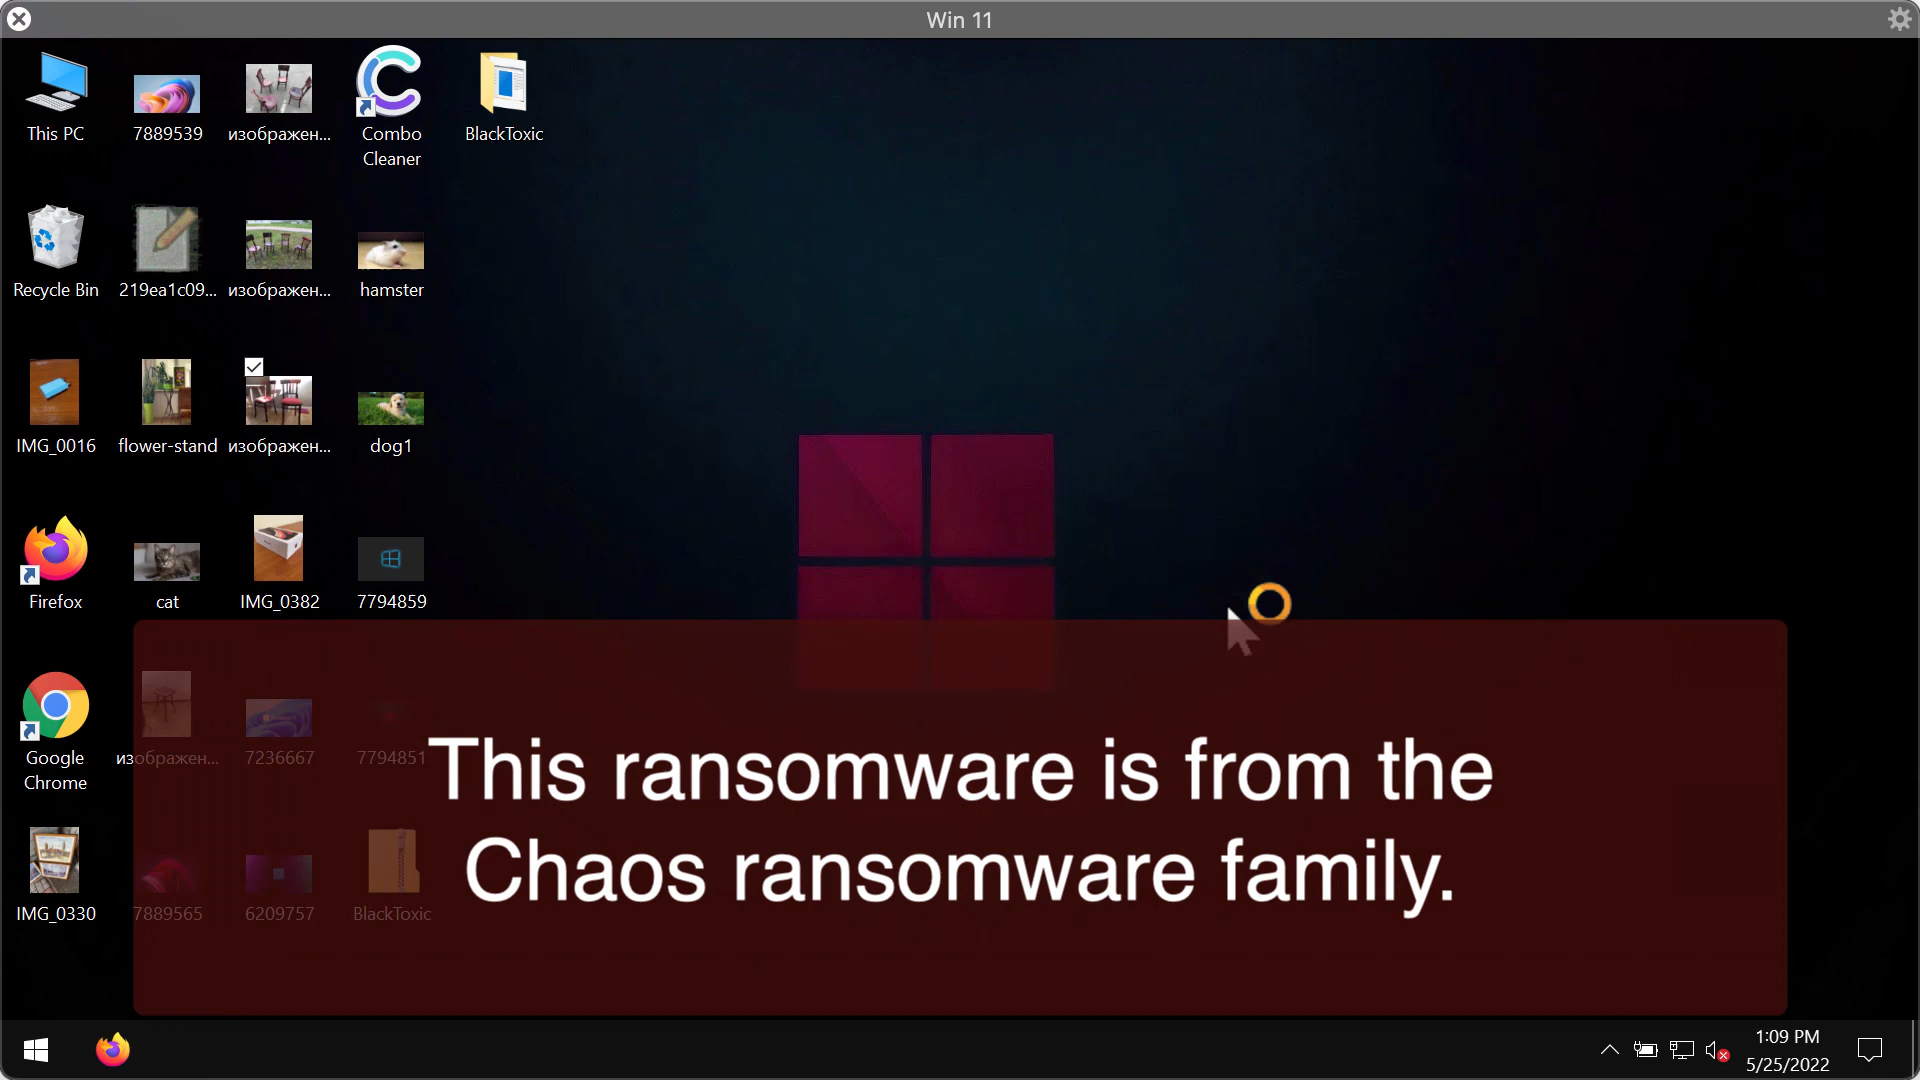 Win 11
This PC
7889539
изображен...
Combo
Cleaner
BlackToxic
Recycle Bin
219ea1c09...
изображен...
hamster
IMG_0016
flower-stand
изображен...
dog1
Firefox
cat
IMG_0382
7794859
Google
Chrome
изображен...
7236667
7794851
This ransomware is from the
Chaos ransomware family.
IMG_0330
7889565
6209757
BlackToxic
1:09 PM
5/25/2022